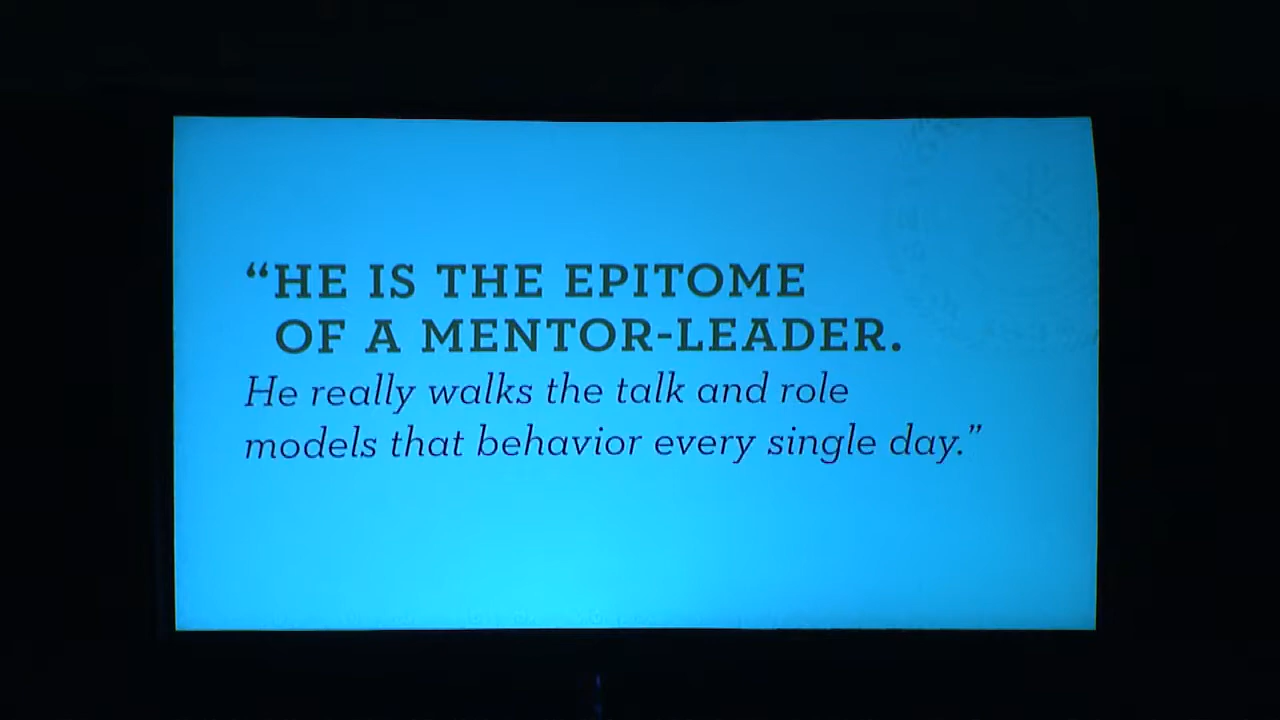 “HE IS THE EPITOME
OF A MENTOR-LEADER.
He really walks the talk and role
models that behavior every single day.”